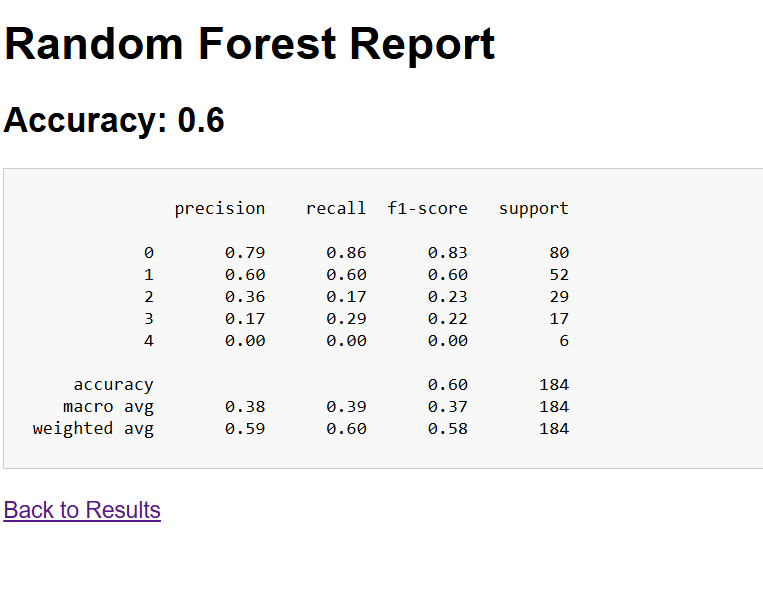 Random Forest Report
Accuracy: 0.6
precision recall f1-score support
0 0.79 0.86 0.83 80
1 0.60 0.60 0.60 52
2 0.36 0.17 0.23 29
3 0.17 0.29 0.22 17
4 0.00 0.00 0.00 6
accuracy 0.60 184
macro avg 0.38 0.39 0.37 184
weighted avg 0.59 0.60 0.58 184
Back to Results